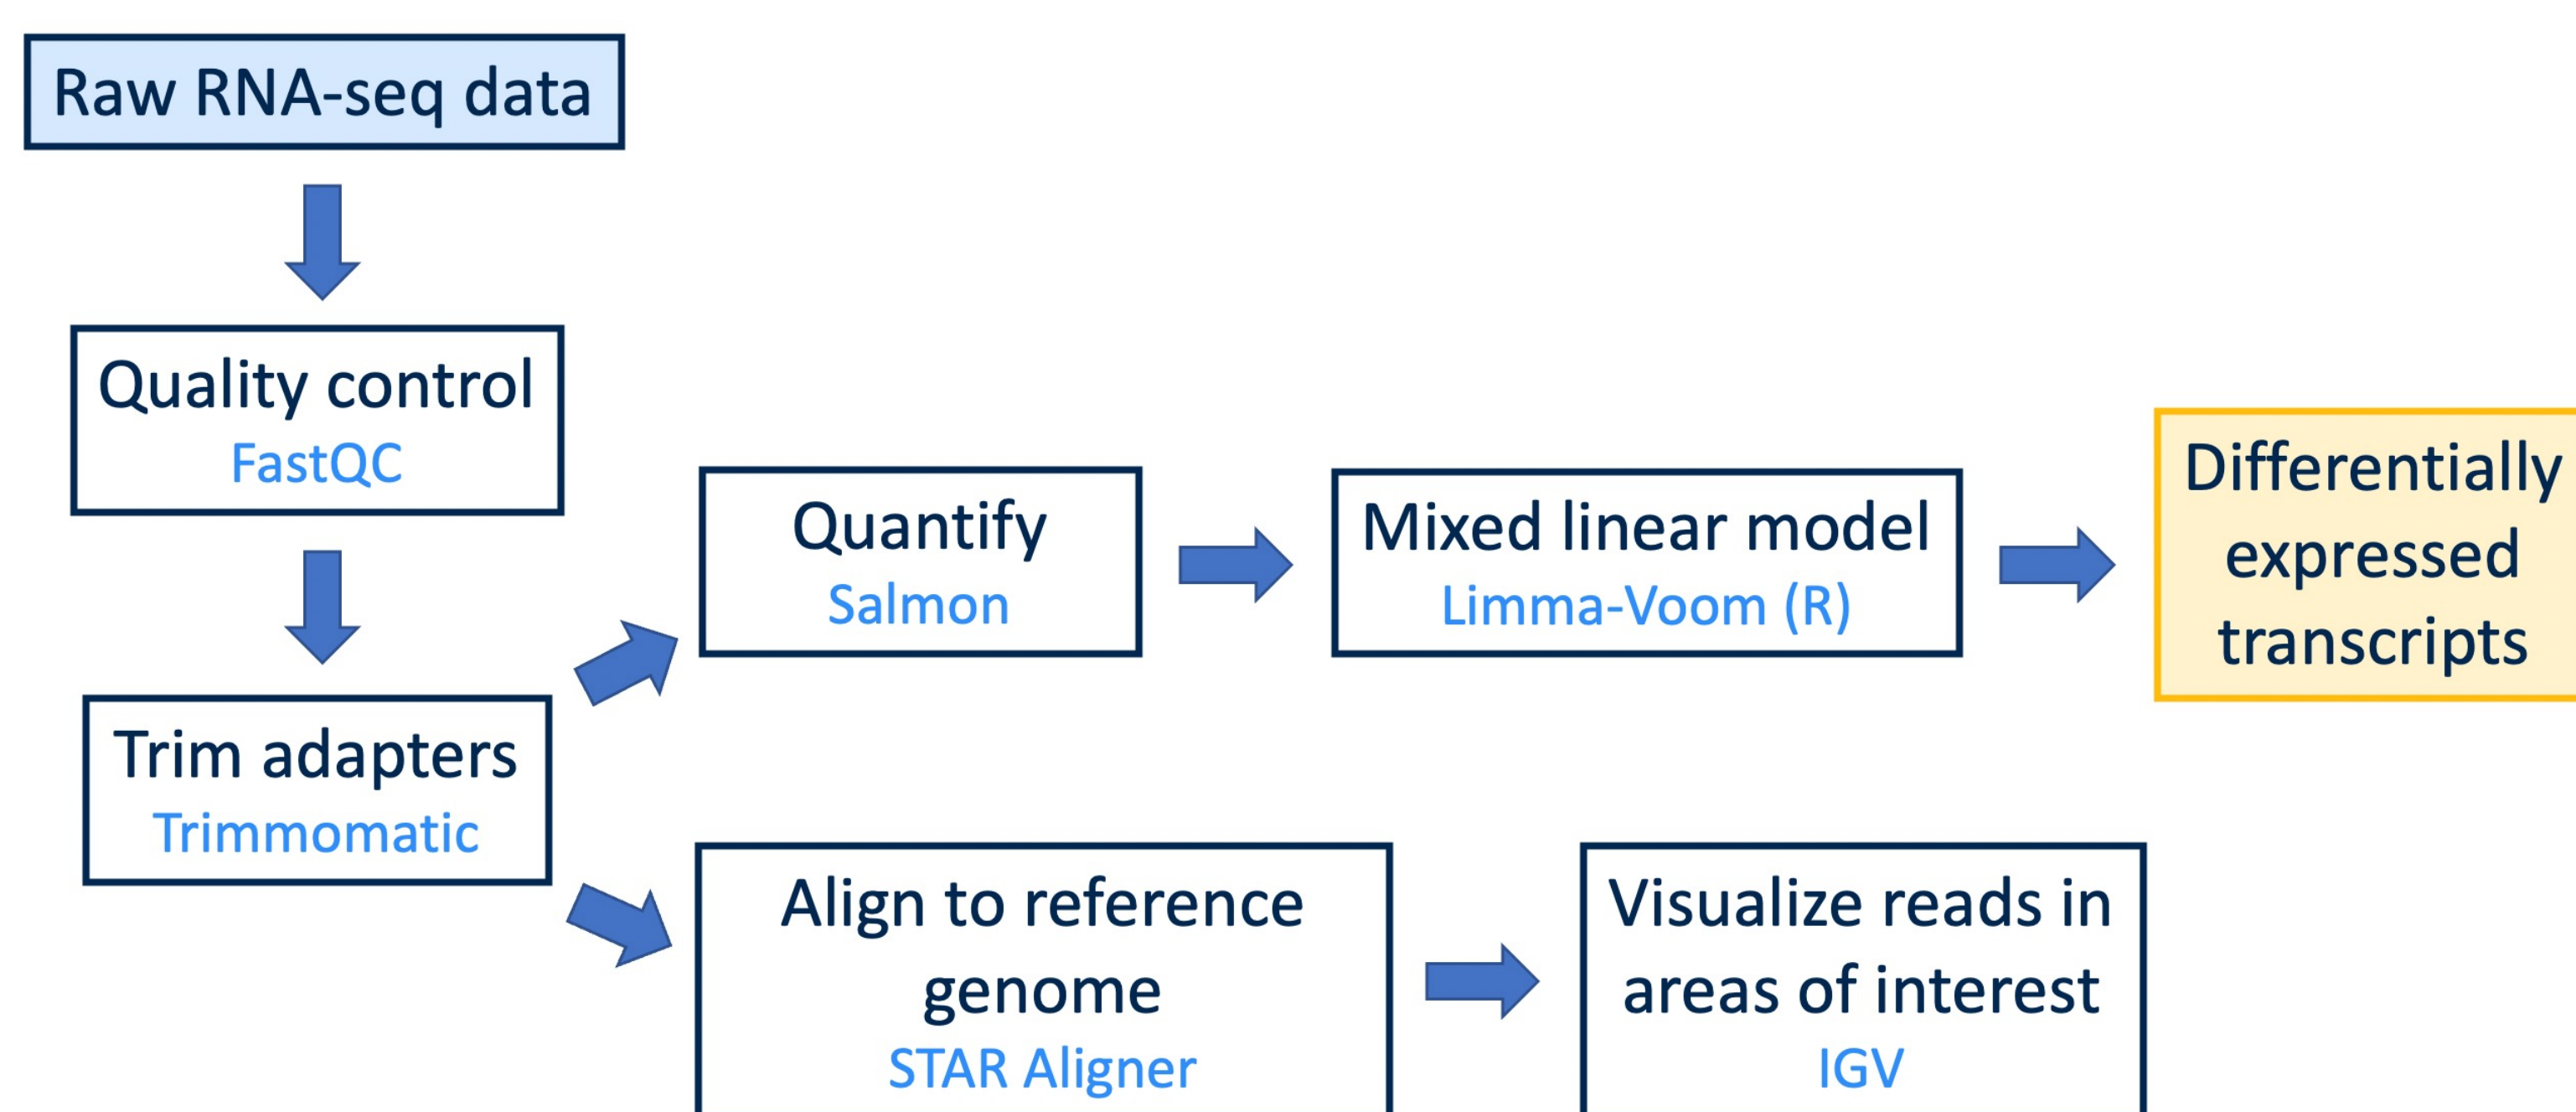 Raw RNA-seq data
Quality control
FastQC
Trim adapters
Trimmomatic
Quantify
Salmon
Mixed linear model
Limma-Voom (R)
Differentially
expressed
transcripts
Align to reference
genome
STAR Aligner
Visualize reads in
areas of interest
IGV